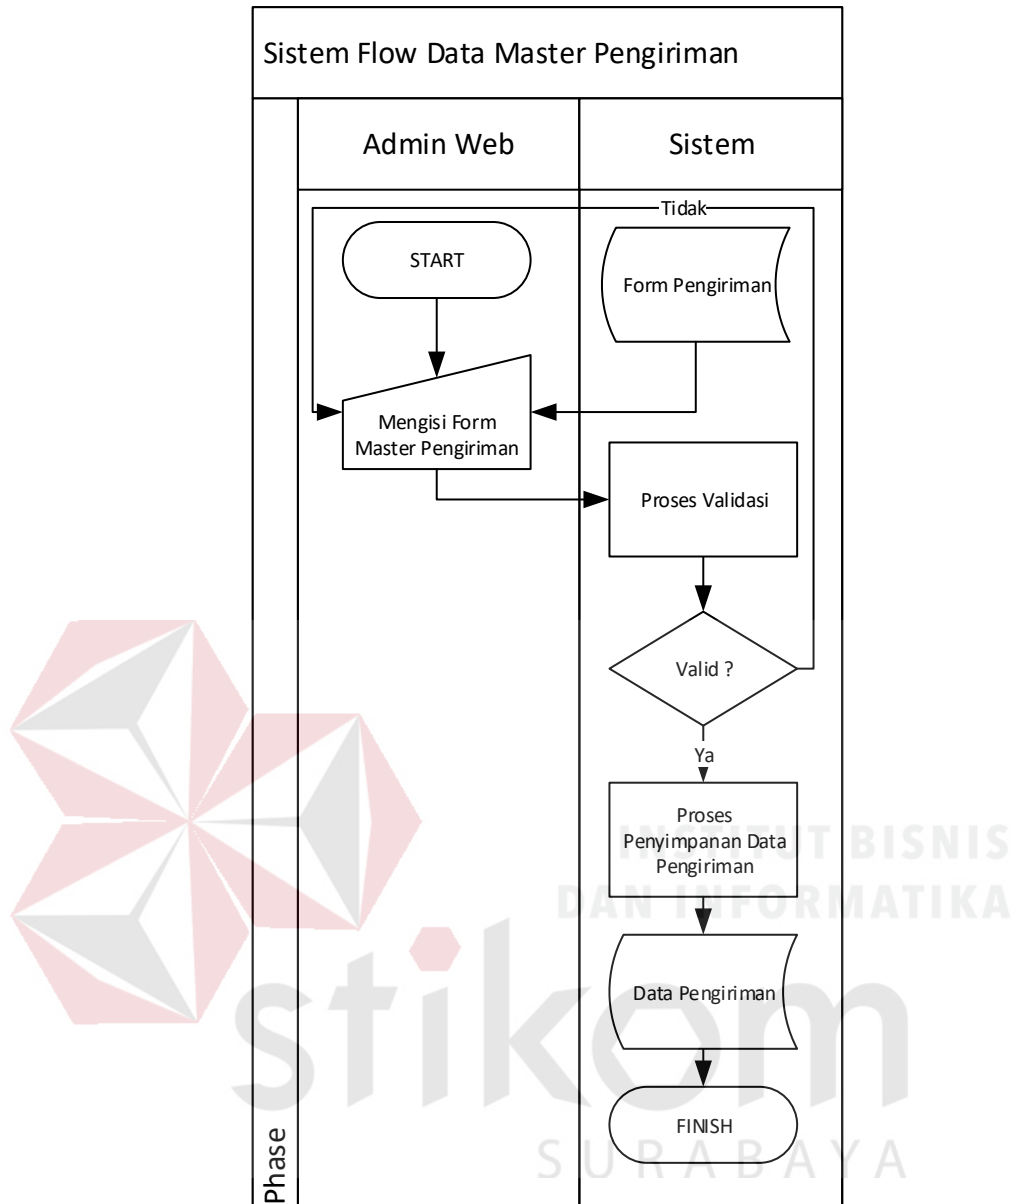 Sistem Flow Data Master Pengiriman
Admin Web
Sistem
Tidak
START
Form Pengiriman
Mengisi Form
Master Pengiriman
Proses Validasi
Valid ?
Ya
Proses
Penyimpanan Data
Pengiriman
Data Pengiriman
FINISH
Phase
INSTITUT BISNIS
DAN INFORMATIKA
stikom
SURABAYA